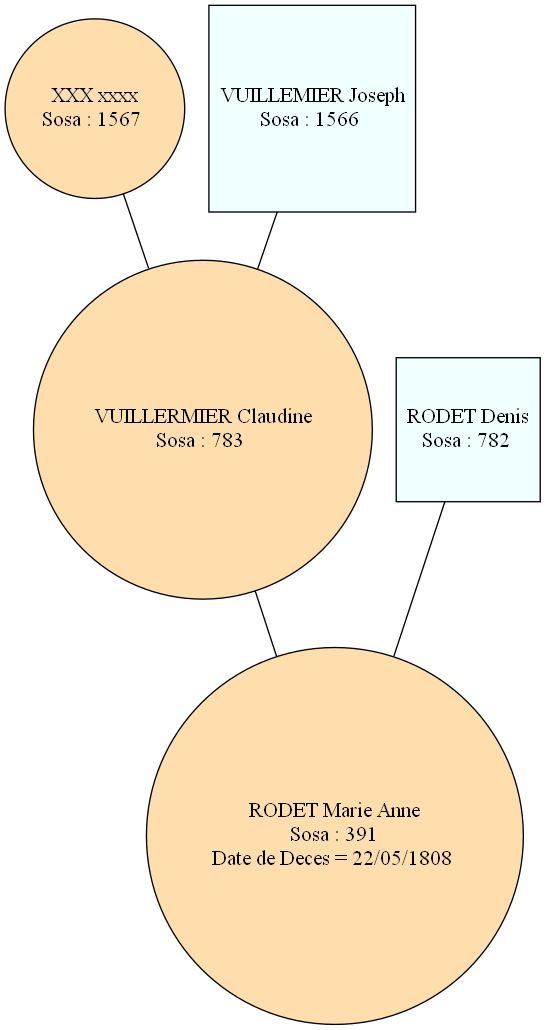 XXX xxxx
Sosa : 1567
VUILLEMIER Joseph
Sosa : 1566
VUILLERMIER Claudine
Sosa : 783
RODET Denis
Sosa : 782
RODET Marie Anne
Sosa : 391
Date de Deces = 22/05/1808